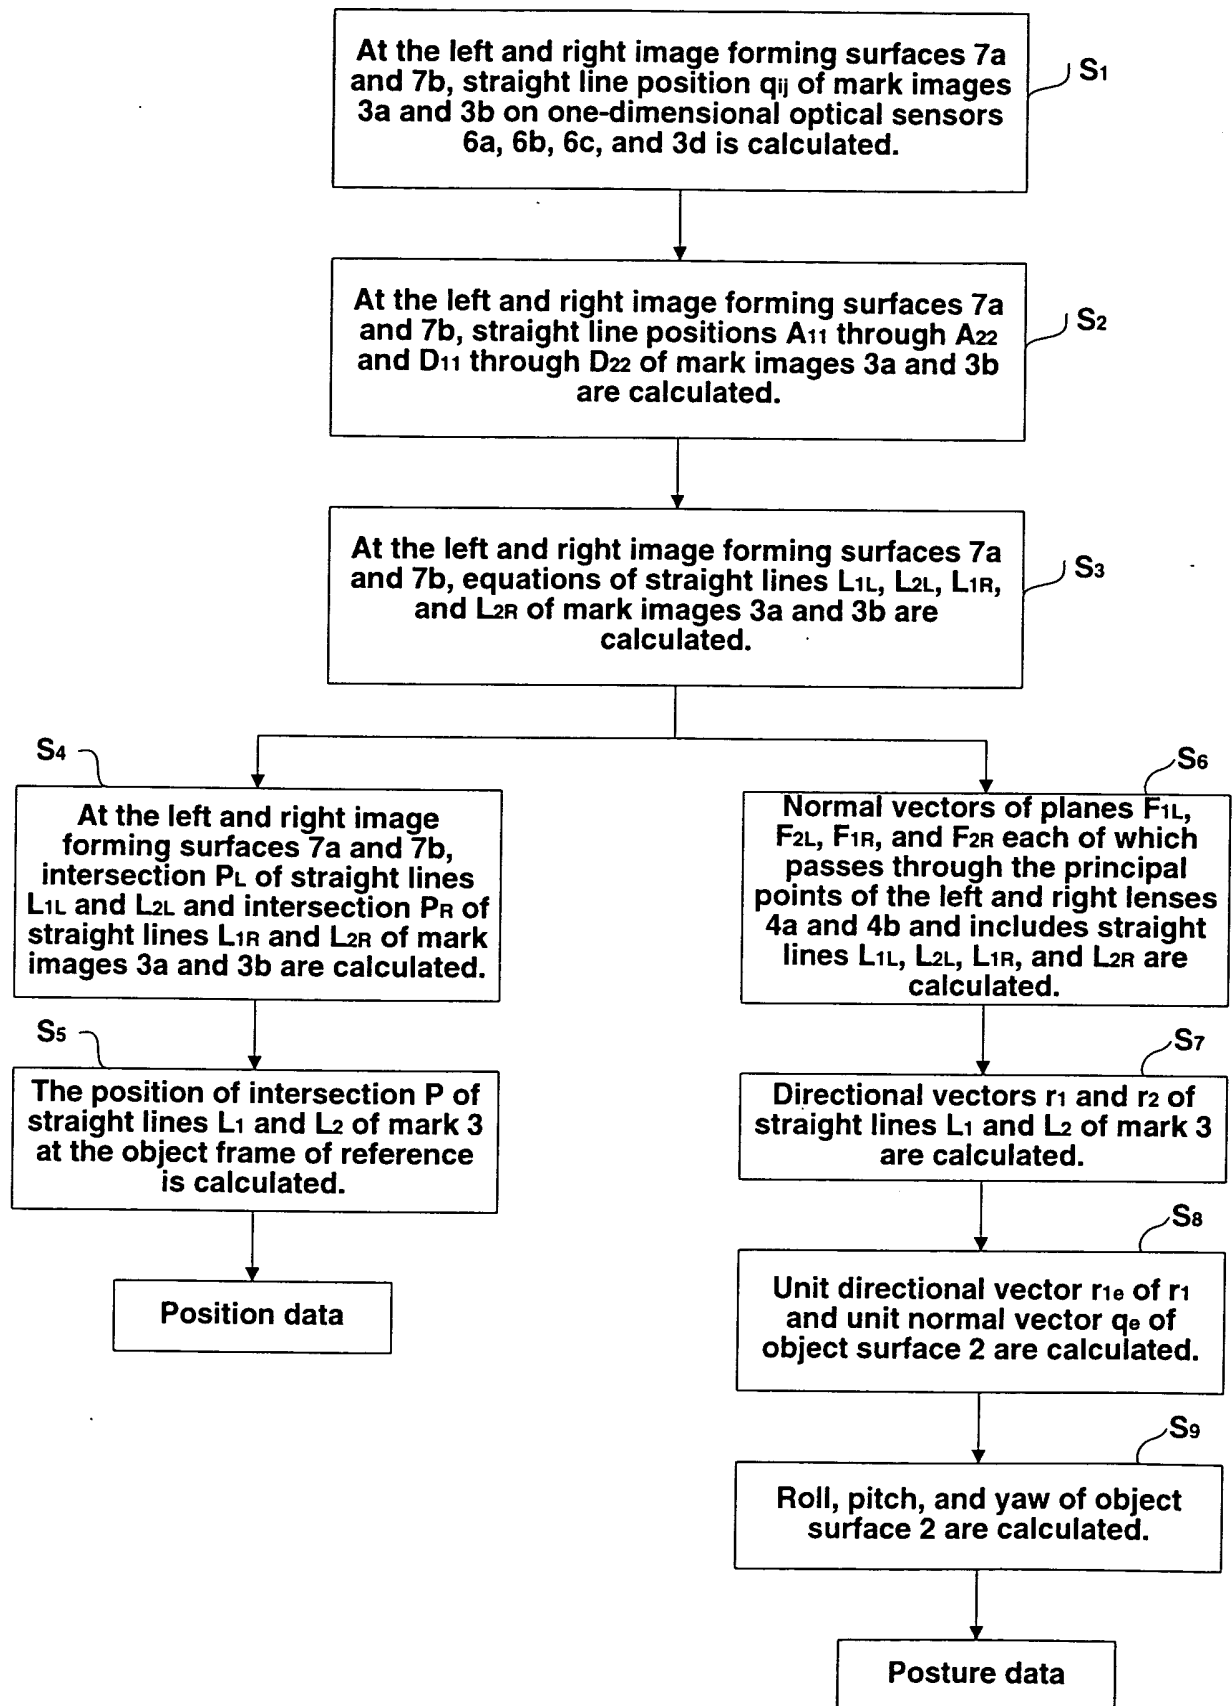 At the left and right image forming surfaces 7a
and 7b, straight line position qij of mark images
3a and 3b on one-dimensional optical sensors
6a, 6b, 6c, and 3d is calculated.
S1
At the left and right image forming surfaces 7a
and 7b, straight line positions A11 through A22
and D11 through D22 of mark images 3a and 3b
are calculated.
S2
At the left and right image forming surfaces 7a
and 7b, equations of straight lines L1L, L2L, L1R,
and L2R of mark images 3a and 3b are
calculated.
S3
S4
At the left and right image
forming surfaces 7a and 7b,
intersection PL of straight lines
L1L and L2L and intersection PR of
straight lines L1R and L2R of mark
images 3a and 3b are calculated.
S5
The position of intersection P of
straight lines L1 and L2 of mark 3
at the object frame of reference
is calculated.
Position data
S6
Normal vectors of planes F1L,
F2L, F1R, and F2R each of which
passes through the principal
points of the left and right lenses
4a and 4b and includes straight
lines L1L, L2L, L1R, and L2R are
calculated.
S7
Directional vectors r1 and r2 of
straight lines L1 and L2 of mark 3
are calculated.
S8
Unit directional vector r1e of r1
and unit normal vector qe of
object surface 2 are calculated.
S9
Roll, pitch, and yaw of object
surface 2 are calculated.
Posture data